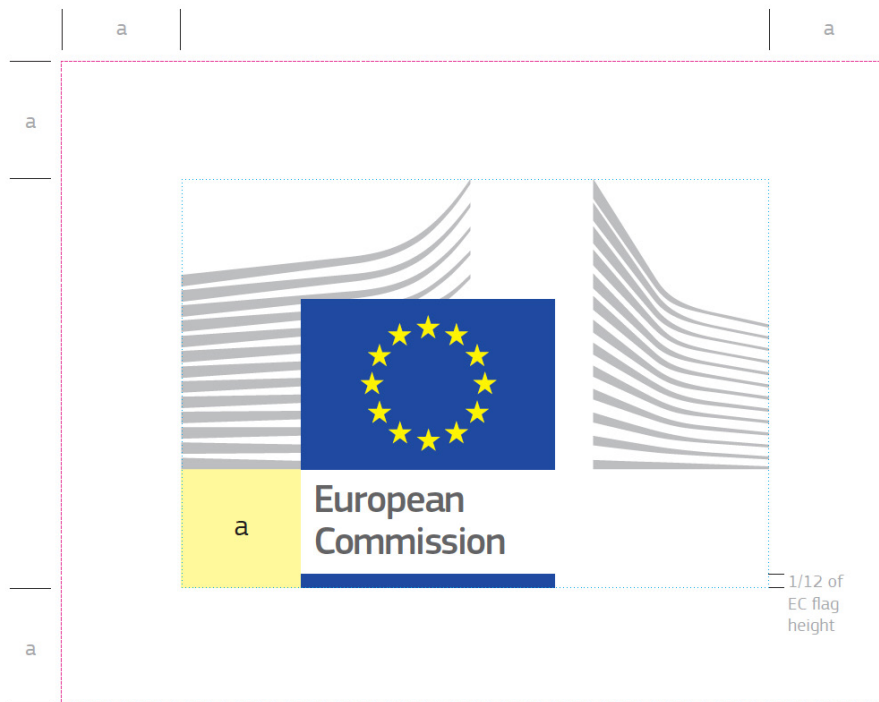 a
a
a
a
European
Commission
1/12 of
EC flag
height
a